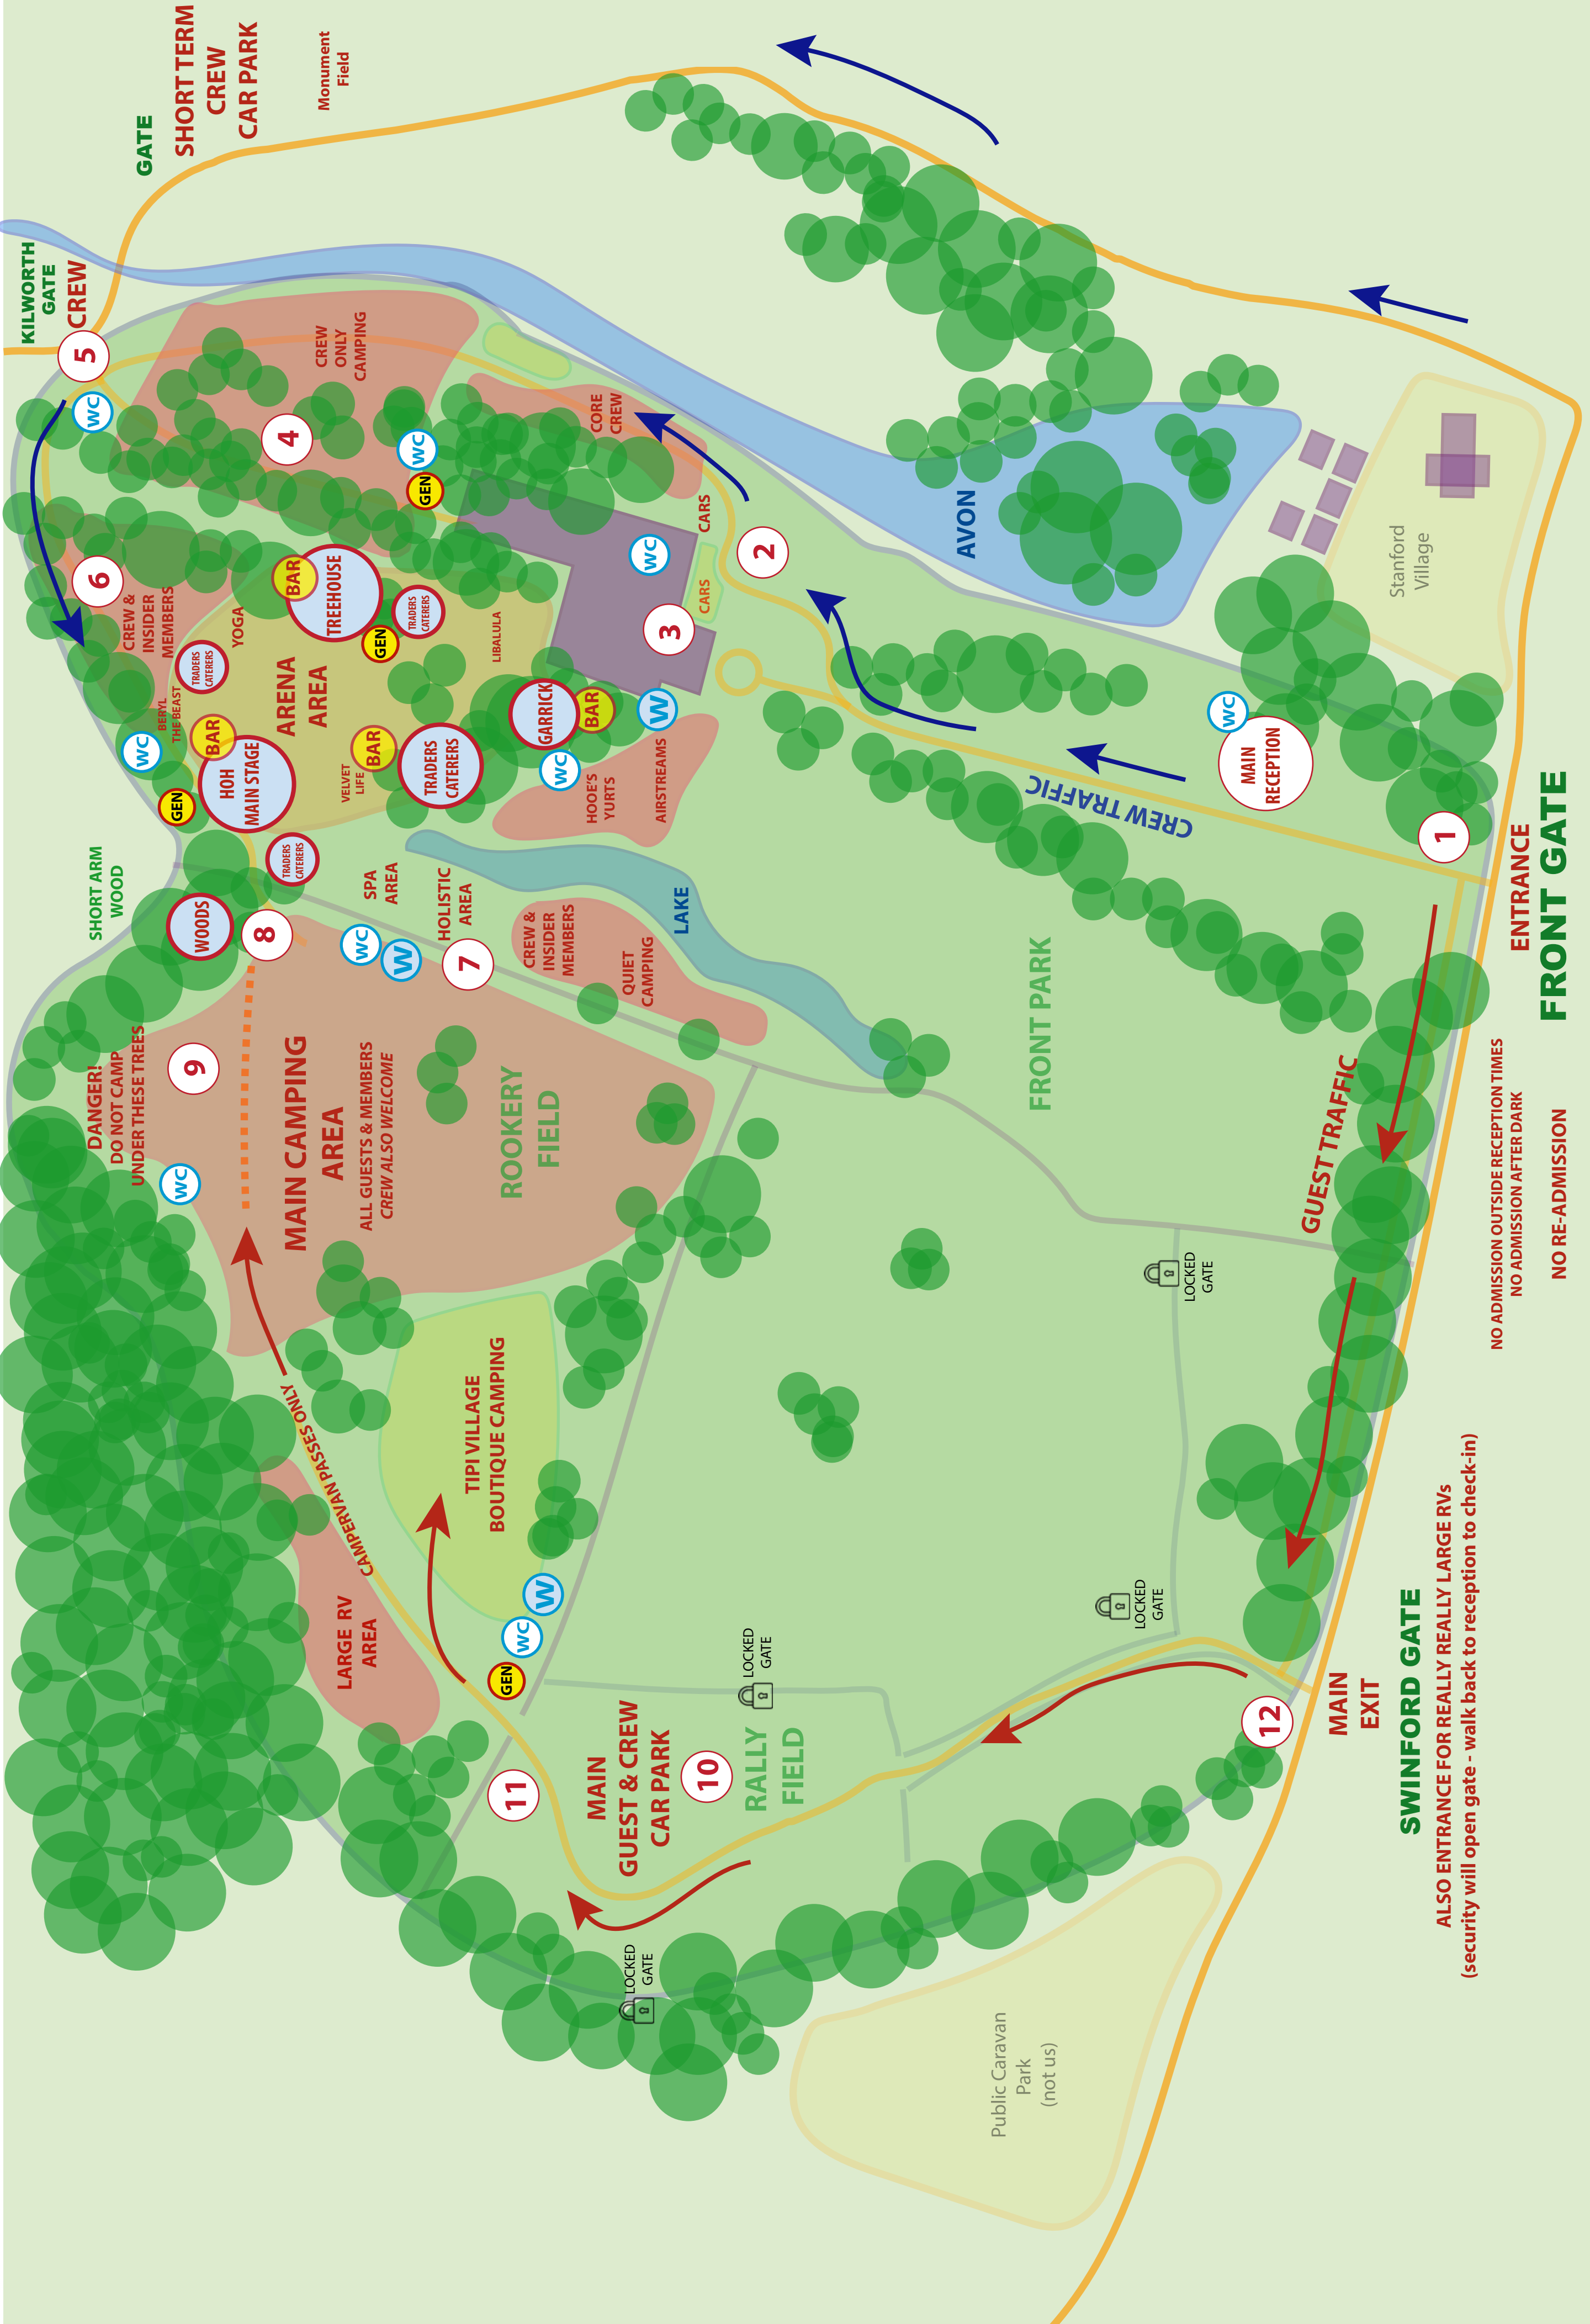 KILWORTH
GATE
CREW
5
WC
GATE
SHORT TERM
CREW
CAR PARK
Monument
Field
CREW
ONLY
CAMPING
4
WC
GEN
CORE
CREW
6
CREW &
INSIDER
MEMBERS
YOGA
BAR
TREEHOUSE
GEN
TRADERS
CATERERS
LIBALULA
WC
CARS
CARS
2
3
TRADERS
CATERERS
BERYL
THE BEAST
WC
GEN
BAR
HOH
MAIN STAGE
ARENA
AREA
VELVET
LIFE
BAR
TRADERS
CATERERS
GARRICK
BAR
W
WC
HOOE'S
YURTS
AIRSTREAMS
AVON
Stanford
Village
WC
MAIN
RECEPTION
CREW TRAFFIC
1
ENTRANCE
FRONT GATE
SHORT ARM
WOOD
WOODS
TRADERS
CATERERS
8
SPA
AREA
WC
W
HOLISTIC
AREA
7
CREW &
INSIDER
MEMBERS
QUIET
CAMPING
LAKE
FRONT PARK
DANGER!
DO NOT CAMP
UNDER THESE TREES
9
WC
MAIN CAMPING
AREA
ALL GUESTS & MEMBERS
CREW ALSO WELCOME
ROOKERY
FIELD
GUEST TRAFFIC
LOCKED
GATE
NO ADMISSION OUTSIDE RECEPTION TIMES
NO ADMISSION AFTER DARK
NO RE-ADMISSION
CAMPERVAN PASSES ONLY
TIPI VILLAGE
BOUTIQUE CAMPING
LARGE RV
AREA
W
WC
GEN
LOCKED
GATE
LOCKED
GATE
11
MAIN
GUEST & CREW
CAR PARK
10
RALLY
FIELD
12
MAIN
EXIT
SWINFORD GATE
ALSO ENTRANCE FOR REALLY REALLY LARGE RVs
(security will open gate - walk back to reception to check-in)
LOCKED
GATE
Public Caravan
Park
(not us)